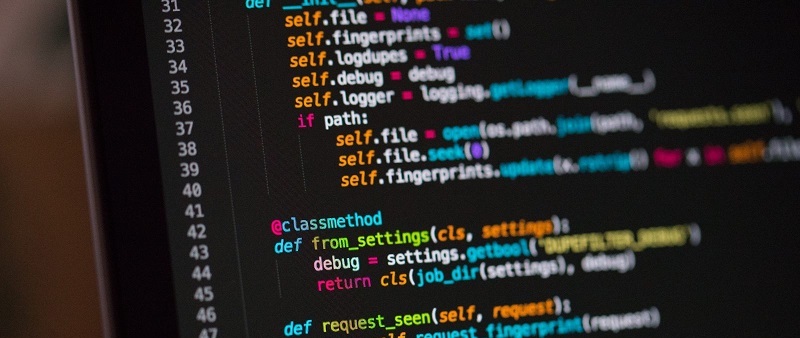 31 def __init__(self,
32 self.file = None
33 self.fingerprints = set()
34 self.logdupes = True
35 self.debug = debug
36 self.logger = logging.getLogger(__name__)
37 if path:
38 self.file = open(os.path.join(path, 'requests.seen'),
39 self.file.seek(0)
40 self.fingerprints.update(x.rstrip() for x in self.file
41
42 @classmethod
43 def from_settings(cls, settings):
44 debug = settings.getbool('DUPEFILTER_DEBUG')
45 return cls(job_dir(settings), debug)
46
47 def request_seen(self, request):
self.request_fingerprint(request)